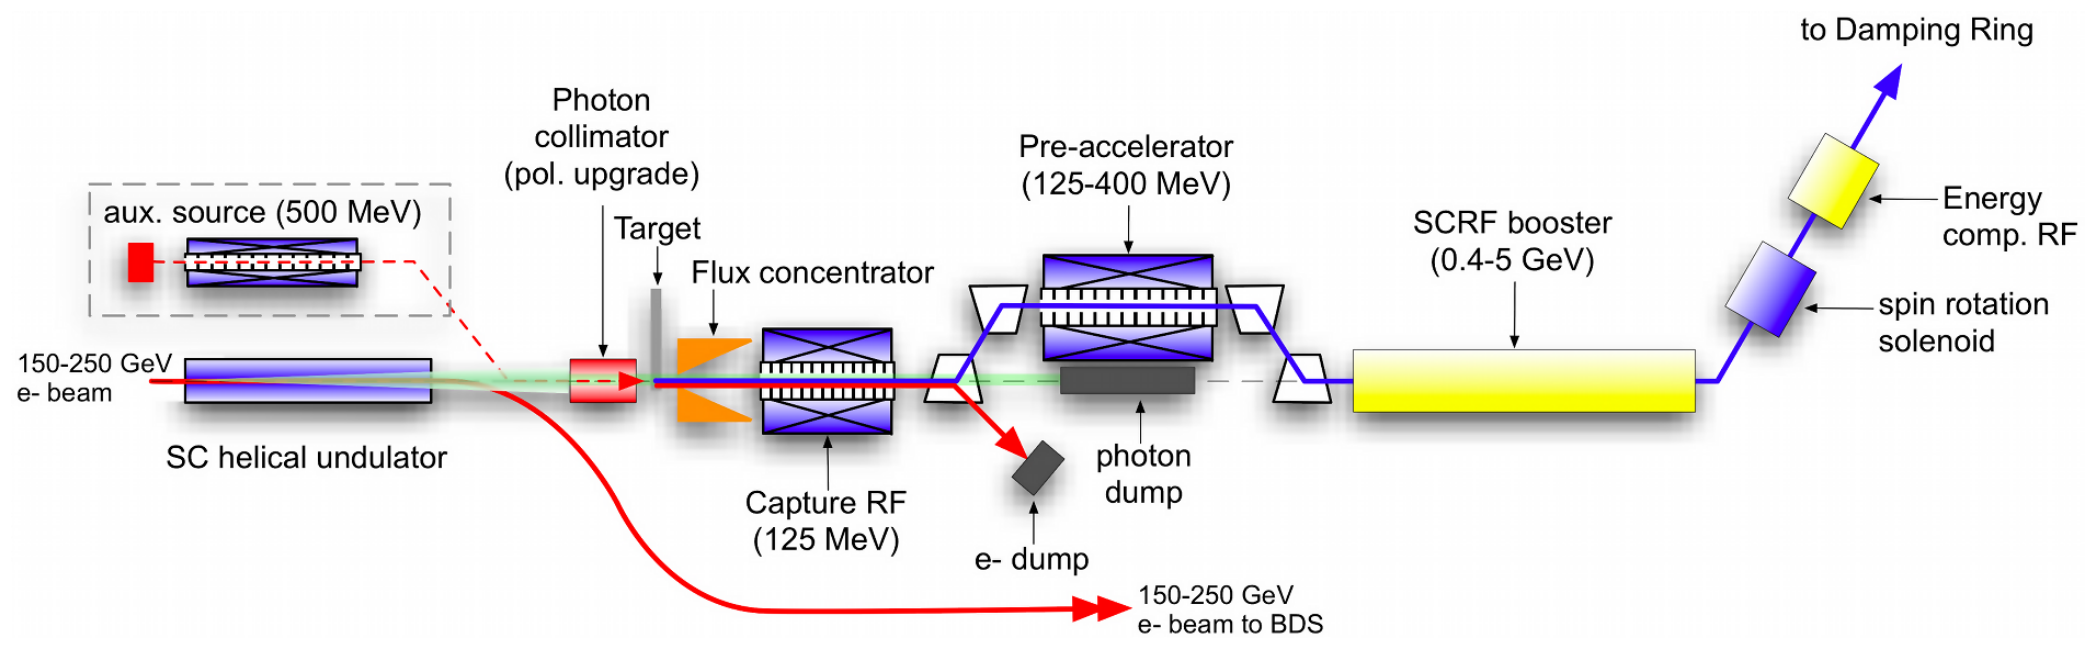 to Damping Ring
Photon
collimator
(pol. upgrade)
Pre-accelerator
(125-400 MeV)
aux. source (500 MeV)
Target
Flux concentrator
SCRF booster
(0.4-5 GeV)
Energy
comp. RF
spin rotation
solenoid
150-250 GeV
e- beam
SC helical undulator
Capture RF
(125 MeV)
photon
dump
e- dump
150-250 GeV
e- beam to BDS